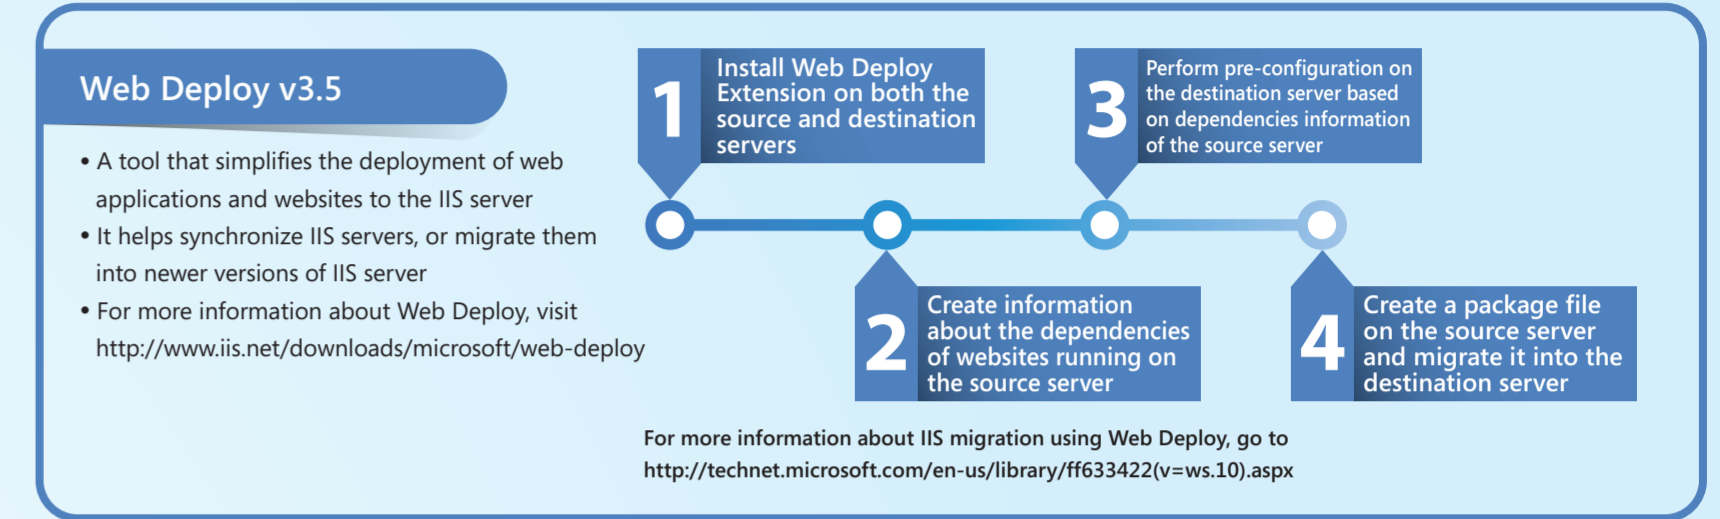 Web Deploy v3.5
• A tool that simplifies the deployment of web
applications and websites to the IIS server
• It helps synchronize IIS servers, or migrate them
into newer versions of IIS server
• For more information about Web Deploy, visit
http://www.iis.net/downloads/microsoft/web-deploy
1
Install Web Deploy
Extension on both the
source and destination
servers
2
Create information
about the dependencies
of websites running on
the source server
3
Perform pre-configuration on
the destination server based
on dependencies information
of the source server
4
Create a package file
on the source server
and migrate it into the
destination server
For more information about IIS migration using Web Deploy, go to
http://technet.microsoft.com/en-us/library/ff633422(v=ws.10).aspx